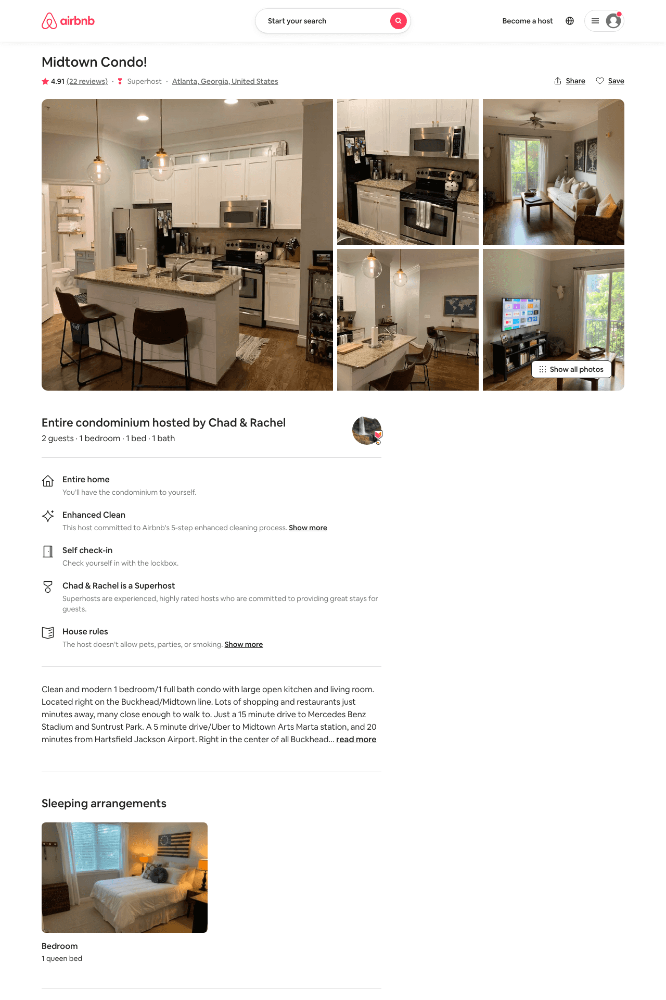 airbnb
Start your search
Become a host
Midtown Condo!
4.91 (22 reviews) · Superhost · Atlanta, Georgia, United States
Share
Save
Show all photos
Entire condominium hosted by Chad & Rachel
2 guests · 1 bedroom · 1 bed · 1 bath
Entire home
You’ll have the condominium to yourself.
Enhanced Clean
This host committed to Airbnb's 5-step enhanced cleaning process. Show more
Self check-in
Check yourself in with the lockbox.
Chad & Rachel is a Superhost
Superhosts are experienced, highly rated hosts who are committed to providing great stays for
guests.
House rules
The host doesn’t allow pets, parties, or smoking. Show more
Clean and modern 1 bedroom/1 full bath condo with large open kitchen and living room.
Located right on the Buckhead/Midtown line. Lots of shopping and restaurants just
minutes away, many close enough to walk to. Just a 15 minute drive to Mercedes Benz
Stadium and Suntrust Park. A 5 minute drive/Uber to Midtown Arts Marta station, and 20
minutes from Hartsfield Jackson Airport. Right in the center of all Buckhead... read more
Sleeping arrangements
Bedroom
1 queen bed